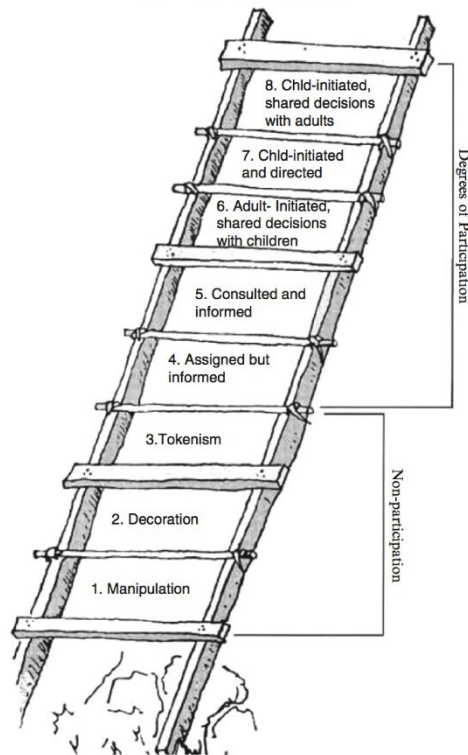 8. Chld-initiated,
shared decisions
with adults
7. Chld-initiated
and directed
6. Adult- Initiated,
shared decisions
with children
5. Consulted and
informed
4. Assigned but
informed
3.Tokenism
2. Decoration
1. Manipulation
Degrees of Participation
Non-participation